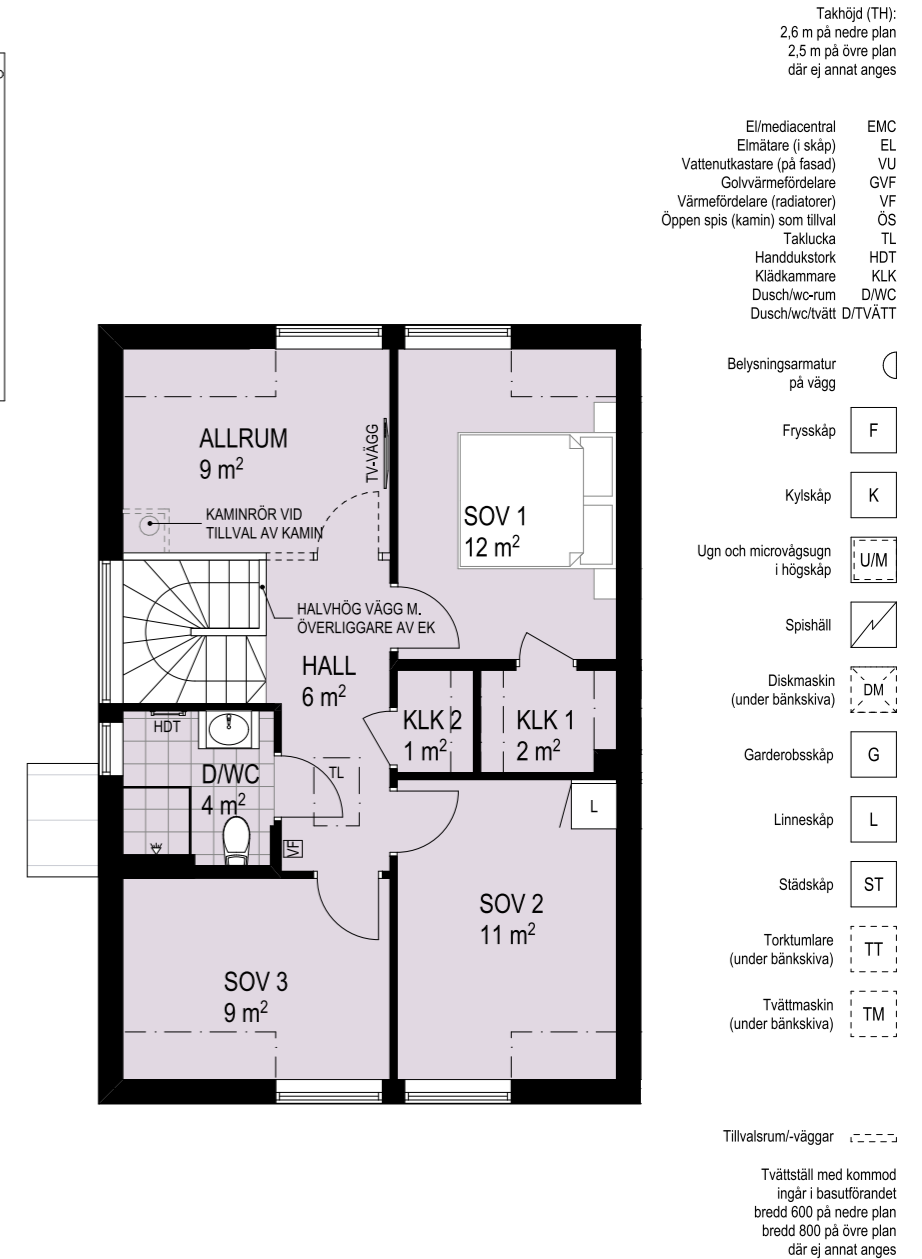 Takhöjd (TH):
2,6 m på nedre plan
2,5 m på övre plan
där ej annat anges
El/mediacentral EMC
Elmätare (i skåp) EL
Vattenutkastare (på fasad) VU
Golvvärmefördelare GVF
Värmefördelare (radiatorer) VF
Öppen spis (kamin) som tillval ÖS
Taklucka TL
Handdukstork HDT
Klädkammare KLK
Dusch/wc-rum D/WC
Dusch/wc/tvätt D/TVÄTT
Belysningsarmatur
på vägg
Frysskåp F
Kylskåp K
Ugn och microvågsugn
i högskåp U/M
Spishäll
Diskmaskin
(under bänkskiva) DM
Garderobsskåp G
Linneskåp L
Städskåp ST
Torktumlare
(under bänkskiva) TT
Tvättmaskin
(under bänkskiva) TM
Tillvalsrum/-väggar
Tvättställ med kommod
ingår i basutförandet
bredd 600 på nedre plan
bredd 800 på övre plan
där ej annat anges
ALLRUM
9 m²
TV-VÄGG
KAMINRÖR VID
TILLVAL AV KAMIN
SOV 1
12 m²
HALVHÖG VÄGG M.
ÖVERLIGGARE AV EK
HALL
6 m²
KLK 2
1 m²
KLK 1
2 m²
HDT
D/WC
4 m²
TL
L
VF
SOV 2
11 m²
SOV 3
9 m²